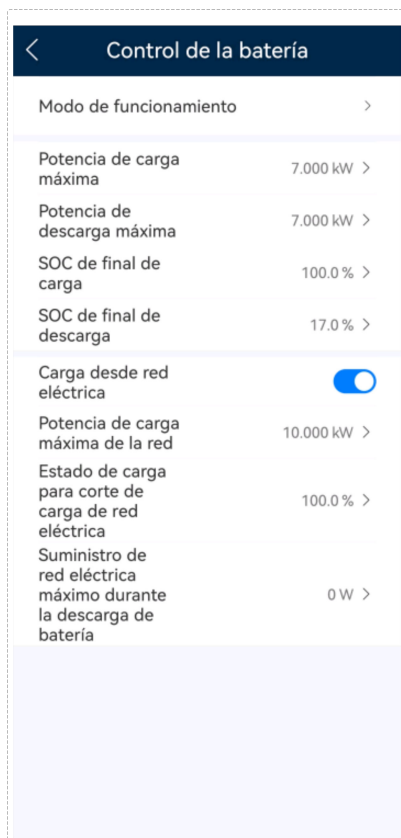 Control de la batería
Modo de funcionamiento
Potencia de carga
máxima
7.000 kW
Potencia de
descarga máxima
7.000 kW
SOC de final de
carga
100.0 %
SOC de final de
descarga
17.0 %
Carga desde red
eléctrica
Potencia de carga
máxima de la red
10.000 kW
Estado de carga
para corte de
carga de red
eléctrica
100.0 %
Suministro de
red eléctrica
máximo durante
la descarga de
batería
0 W